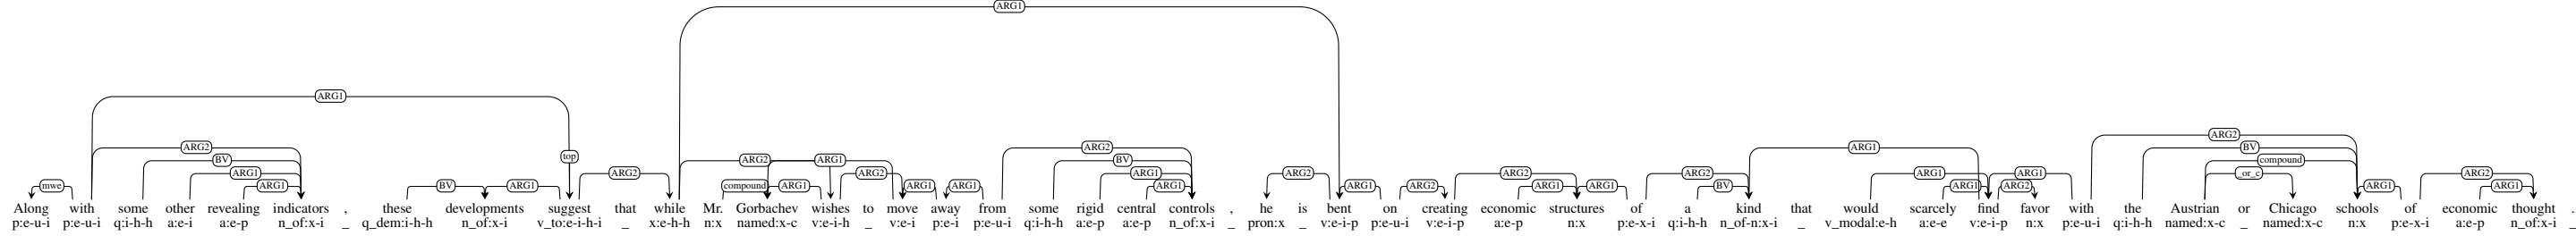 ARG1
ARG1
ARG2 ARG2
BV top ARG2 ARG1 BV ARG1 BV
ARG1 ARG2 ARG2 ARG1 ARG2 ARG2 ARG2 ARG1 ARG1 compound or_c ARG2
mwe ARG1 BV ARG1 compound ARG1 ARG1 ARG1 ARG1 ARG1 ARG2 ARG1 ARG1 BV ARG1 ARG2 ARG1 ARG1
Along with some other revealing indicators , these developments suggest that while Mr. Gorbachev wishes to move away from some rigid central controls , he is bent on creating economic structures of a kind that would scarcely find favor with the Austrian or Chicago schools of economic thought .
p:e-u-i p:e-u-i q:i-h-h a:e-i a:e-p n_of:x-i _ q_dem:i-h-h n_of:x-i v_to:e-i-h-i _ x:e-h-h n:x named:x-c v:e-i-h _ v:e-i p:e-i p:e-u-i q:i-h-h a:e-p a:e-p n_of:x-i _ pron:x _ v:e-i-p p:e-u-i v:e-i-p a:e-p n:x p:e-x-i q:i-h-h n_of-n:x-i _ v_modal:e-h a:e-e v:e-i-p n:x p:e-u-i q:i-h-h named:x-c _ named:x-c n:x p:e-x-i a:e-p n_of:x-i _